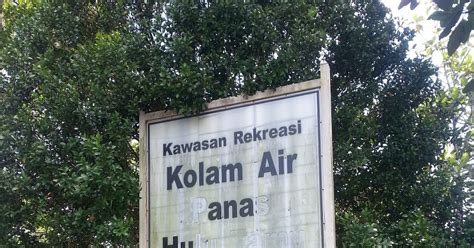 Kawasan Rekreasi
Kolam Air
Panas